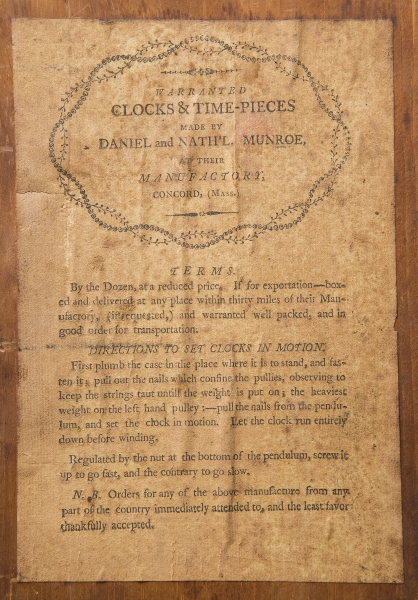 WARRANTED
CLOCKS & TIME-PIECES
MADE BY
DANIEL and NATH'L. MUNROE,
AT THEIR
MANUFACTORY,
CONCORD, (Mass.)
TERMS.
By the Dozen, at a reduced price. If for exportation—box-
ed and delivered at any place within thirty miles of their Man-
ufactory, (if requested,) and warranted well packed, and in
good order for transportation.
DIRECTIONS TO SET CLOCKS IN MOTION.
First plumb the case in the place where it is to stand, and fas-
ten it; pull out the nails which confine the pullies, observing to
keep the strings taut until the weight is put on; the heaviest
weight on the left hand pulley:—pull the nails from the pendu-
lum, and set the clock in motion. Let the clock run entirely
down before winding.
Regulated by the nut at the bottom of the pendulum, screw it
up to go fast, and the contrary to go slow.
N. B. Orders for any of the above manufacture from any
part of the country immediately attended to, and the least favor
thankfully accepted.